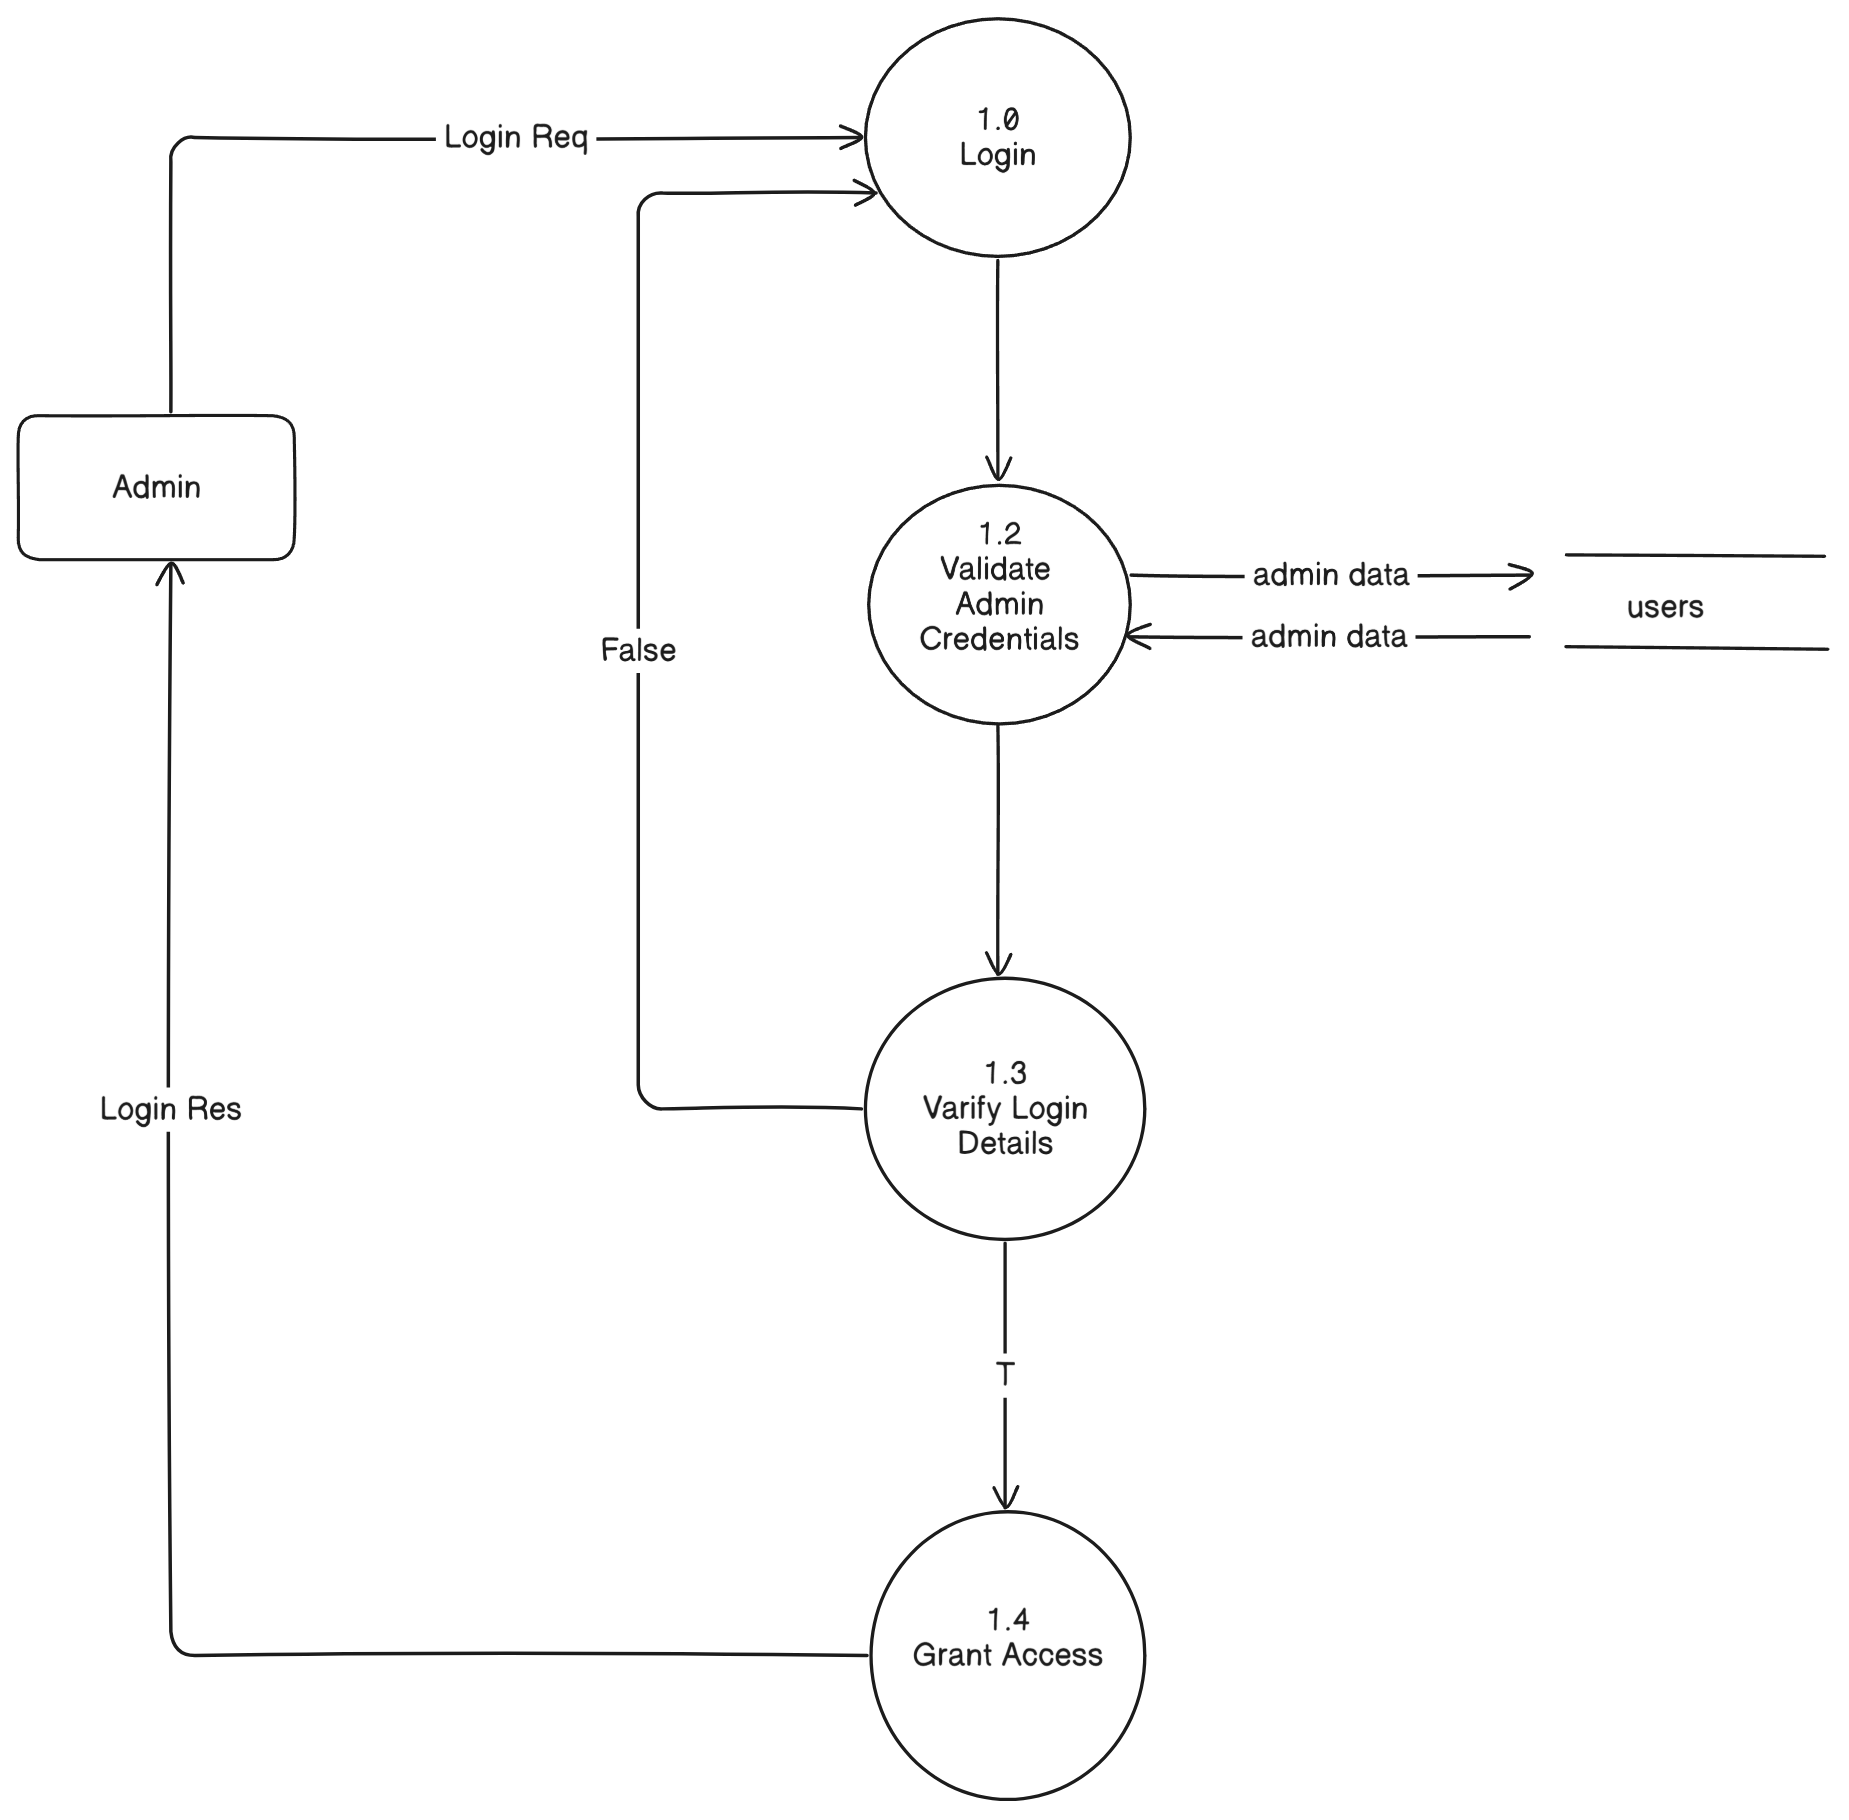 1.0
Login
Login Req
Admin
1.2
Validate
Admin
Credentials
admin data
users
admin data
False
1.3
Varify Login
Details
Login Res
T
1.4
Grant Access